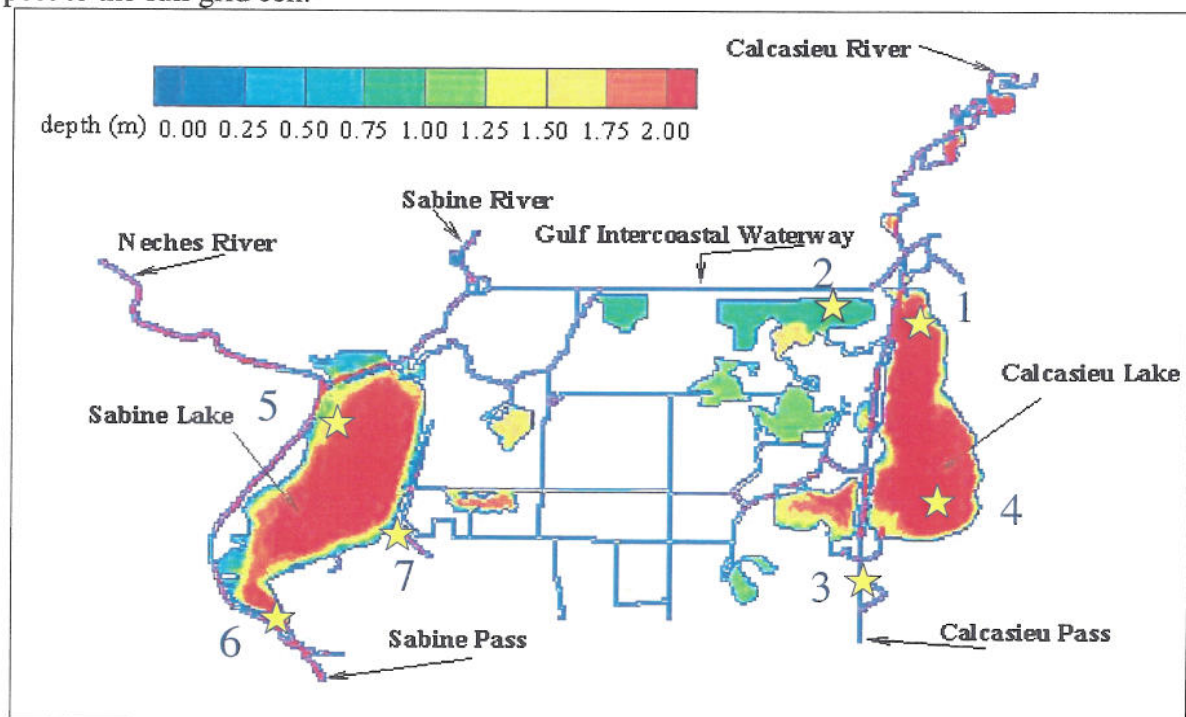 Calcasieu River
depth (m) 0.00 0.25 0.50 0.75 1.00 1.25 1.50 1.75 2.00
Sabine River
Neches River
Gulf Intercoastal Waterway
2
1
Calcasieu Lake
5
Sabine Lake
4
7
3
6
Sabine Pass
Calcasieu Pass